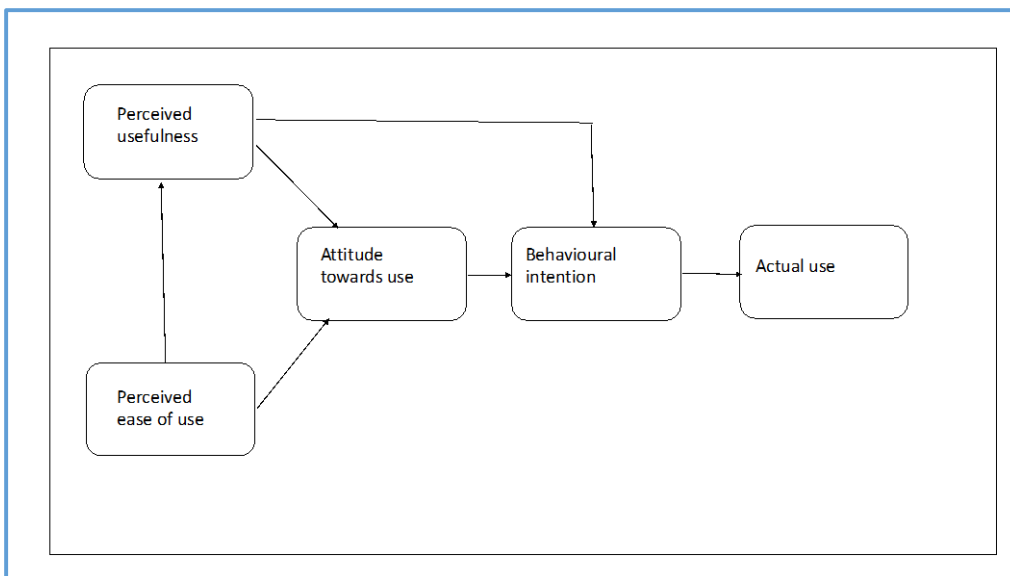 Perceived
usefulness
Attitude
towards use
Behavioural
intention
Actual use
Perceived
ease of use